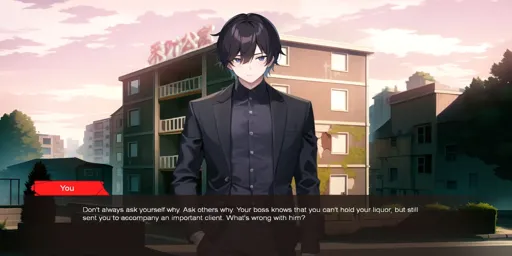 You
Don't always ask yourself why. Ask others why. Your boss knows that you can't hold your liquor, but still
sent you to accompany an important client. What's wrong with him?